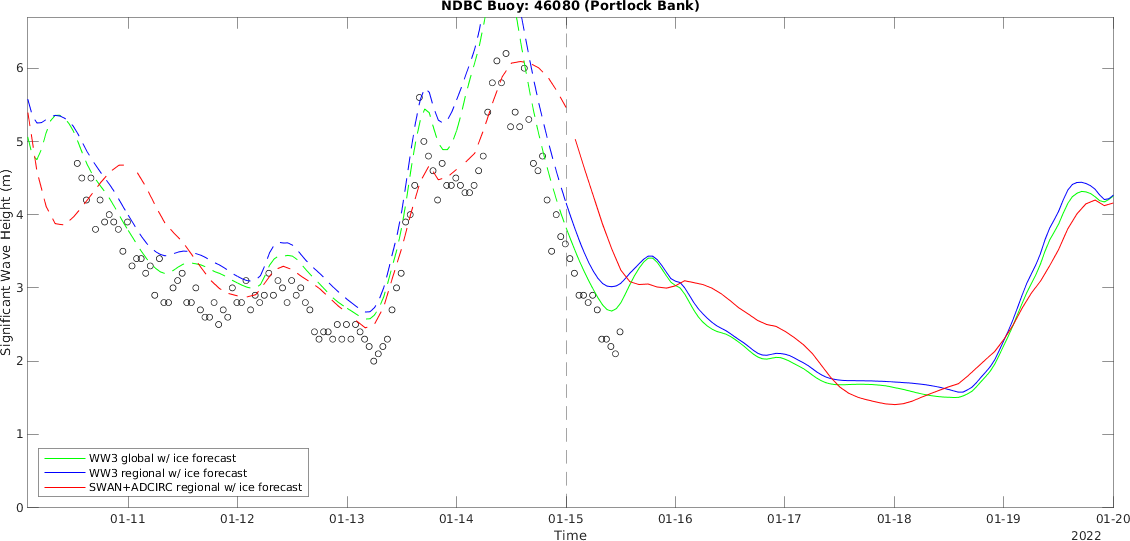 NDBC Buoy: 46080 (Portlock Bank)
Significant Wave Height (m)
6
5
4
3
2
1
0
WW3 global w/ ice forecast
WW3 regional w/ ice forecast
SWAN+ADCIRC regional w/ ice forecast
01-11 01-12 01-13 01-14 01-15 01-16 01-17 01-18 01-19 01-20
Time
2022